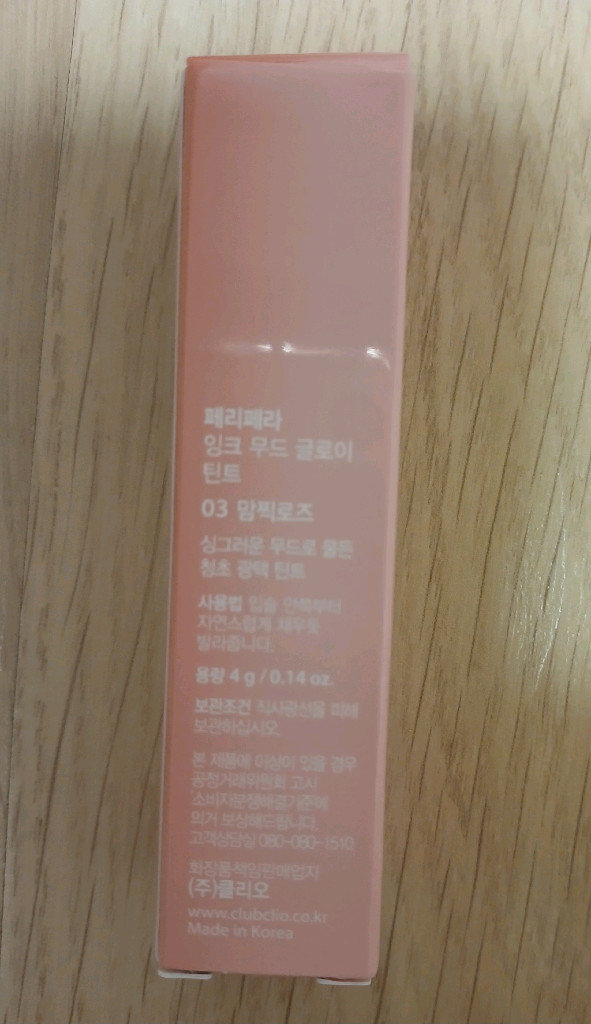 페리페라
잉크 무드 글로이
틴트
03 맘찍로즈
싱그러운 무드로 물든
청초 광택 틴트
사용법 입술 안쪽부터
자연스럽게 채우듯
발라줍니다.
용량 4 g / 0.14 oz.
보관조건 직사광선을 피해
보관하십시오.
본 제품에 이상이 있을 경우
공정거래위원회 고시
소비자분쟁해결기준에
의거 보상해드립니다.
고객상담실 080-080-1510
화장품책임판매업자
(주)클리오
www.clubclio.co.kr
Made in Korea